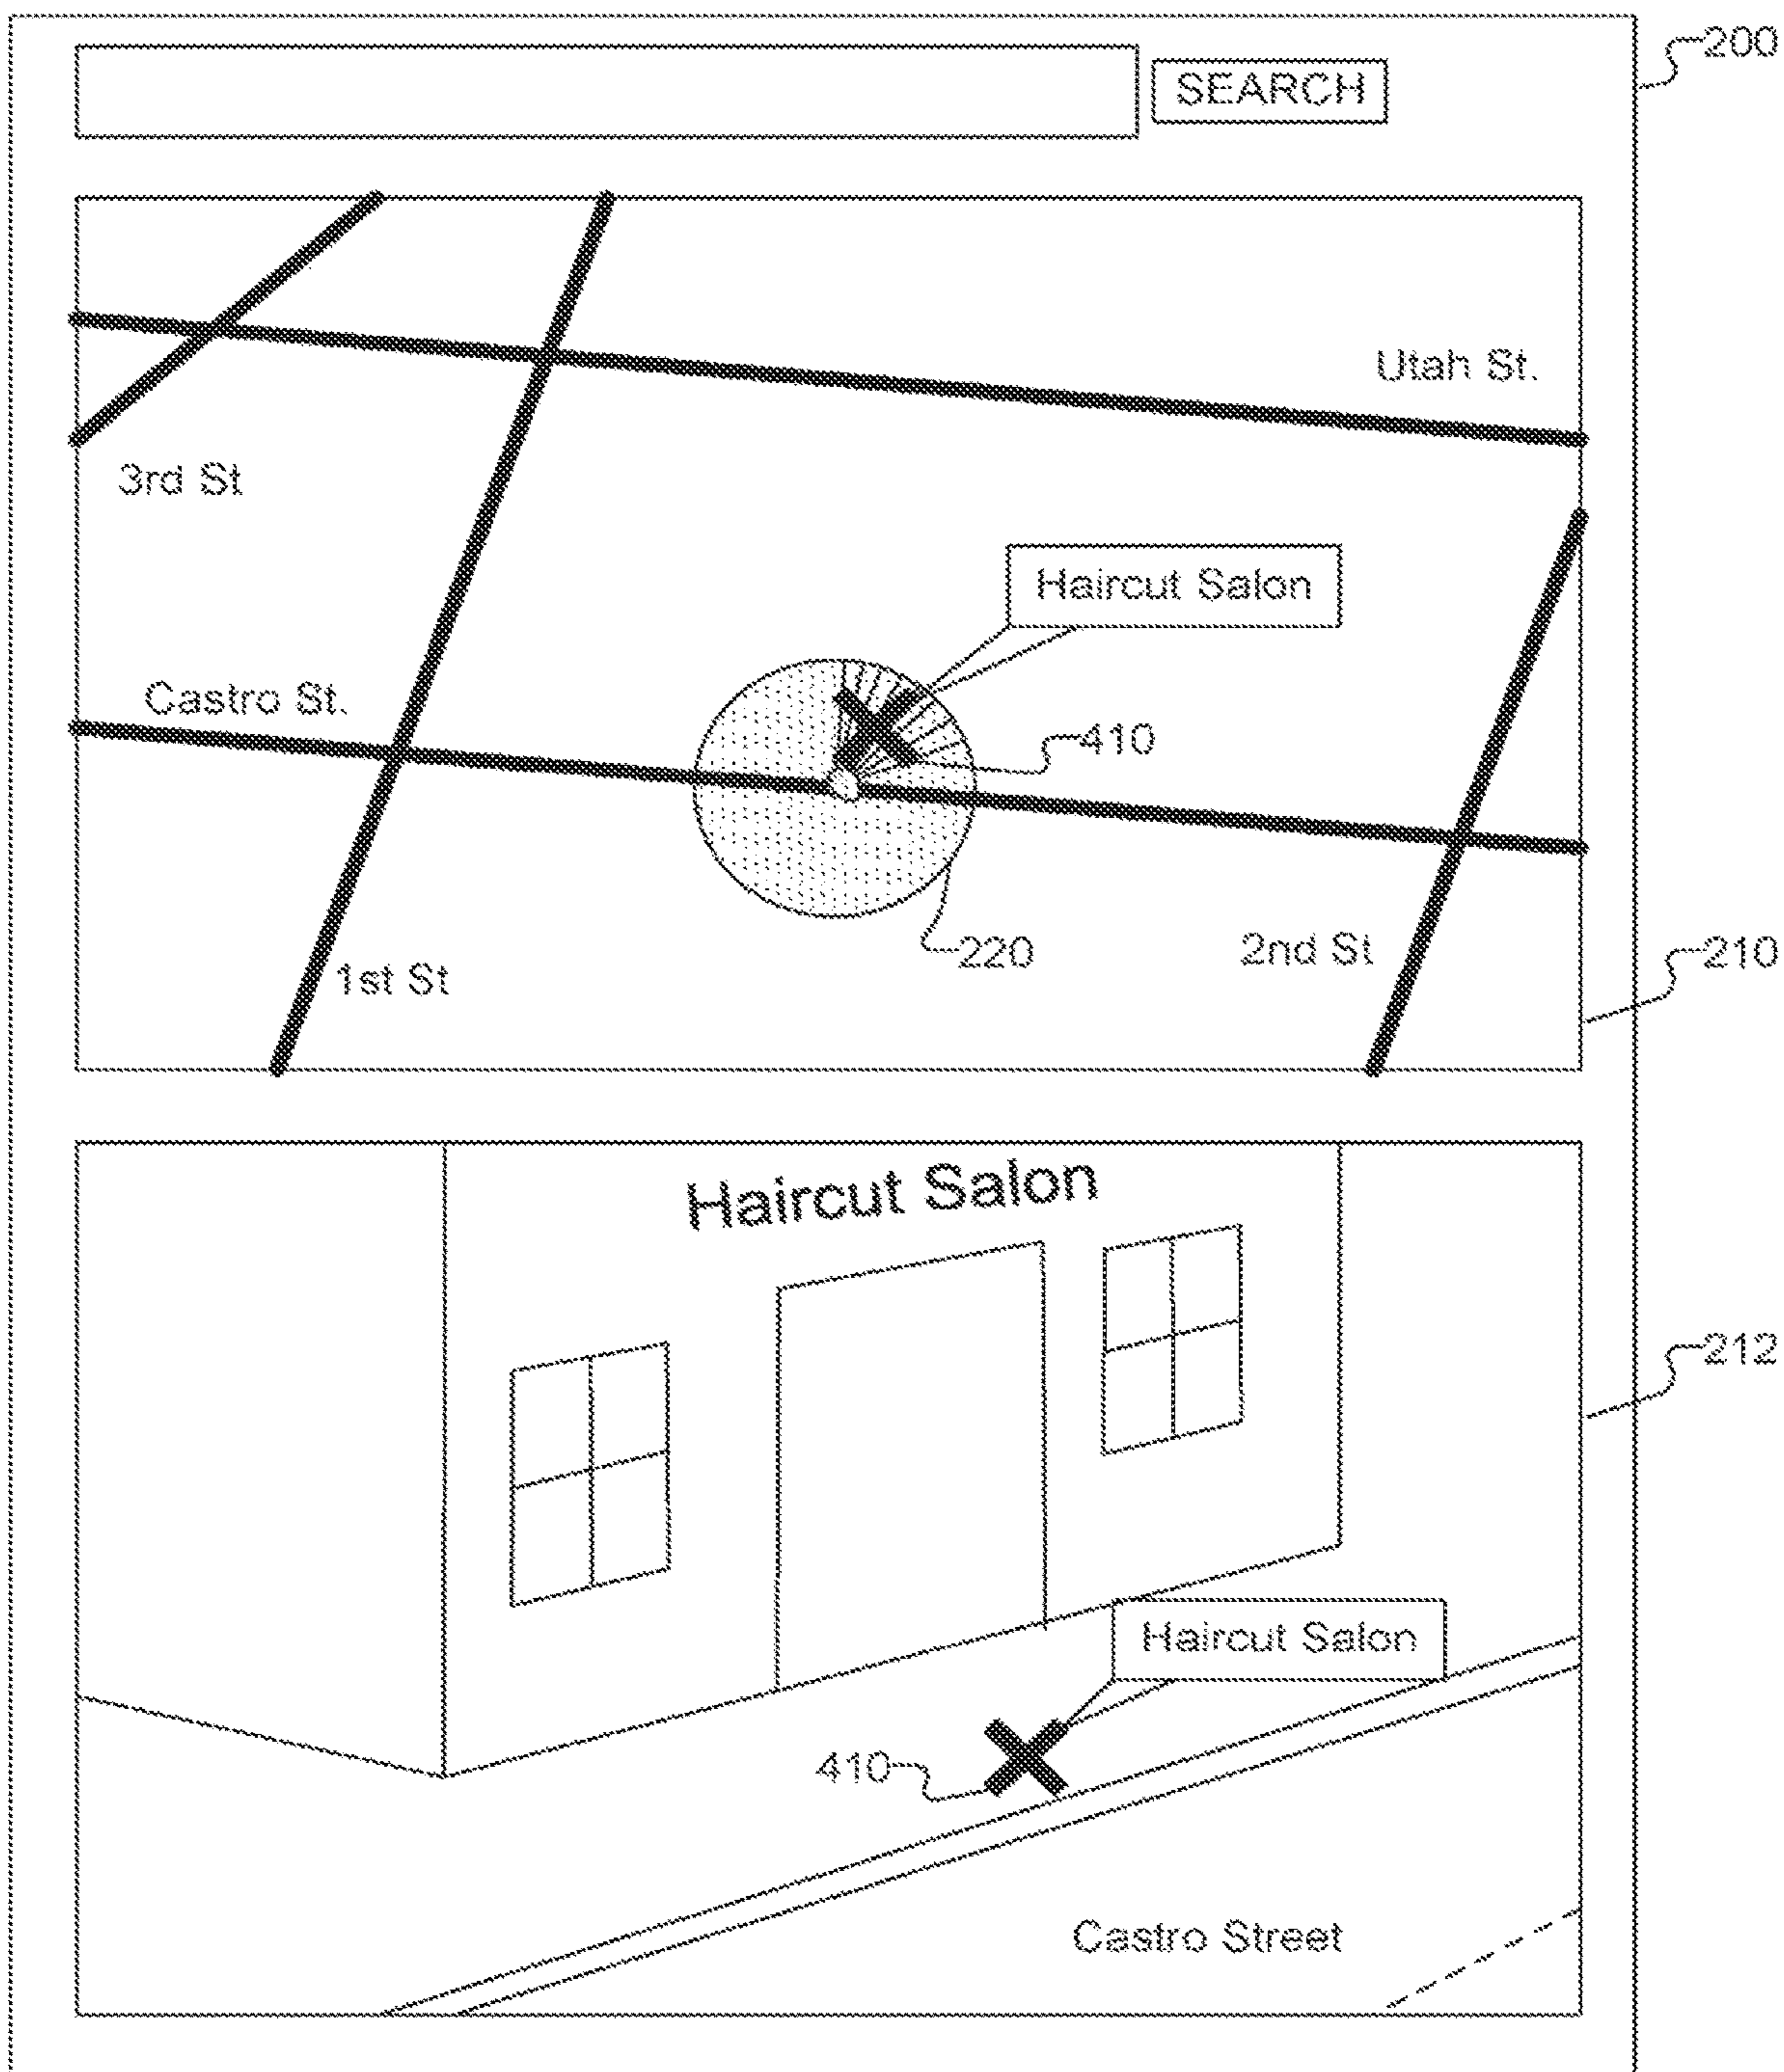 200
SEARCH
Utah St.
3rd St
Haircut Salon
Castro St.
410
220
2nd St
210
1st St
Haircut Salon
212
Haircut Salon
410
Castro Street